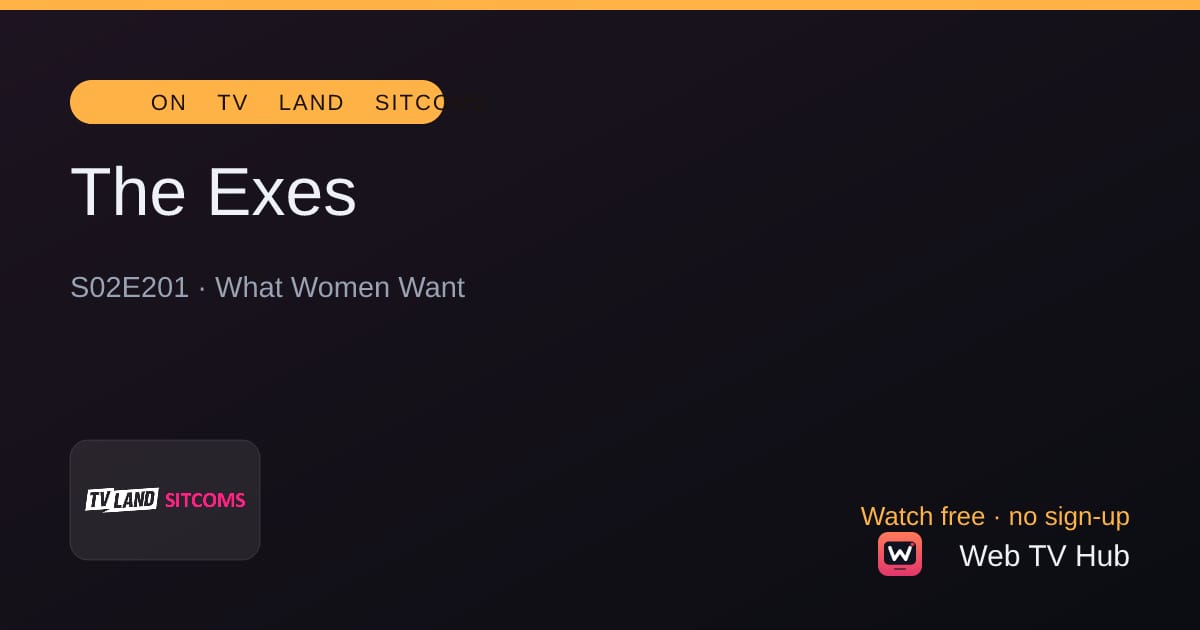 ON TV LAND SITCOMS
The Exes
S02E201 · What Women Want
TV LAND SITCOMS
Watch free · no sign-up
W
Web TV Hub